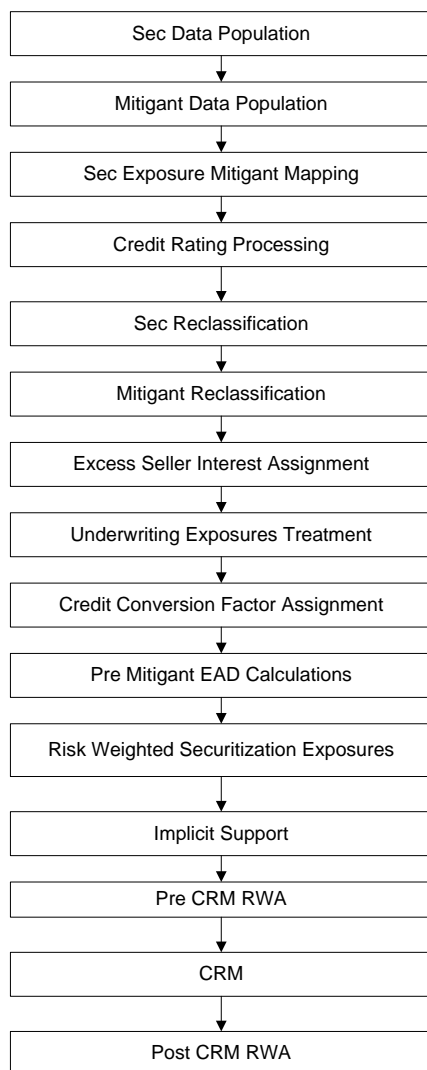 Sec Data Population
Mitigant Data Population
Sec Exposure Mitigant Mapping
Credit Rating Processing
Sec Reclassification
Mitigant Reclassification
Excess Seller Interest Assignment
Underwriting Exposures Treatment
Credit Conversion Factor Assignment
Pre Mitigant EAD Calculations
Risk Weighted Securitization Exposures
Implicit Support
Pre CRM RWA
CRM
Post CRM RWA